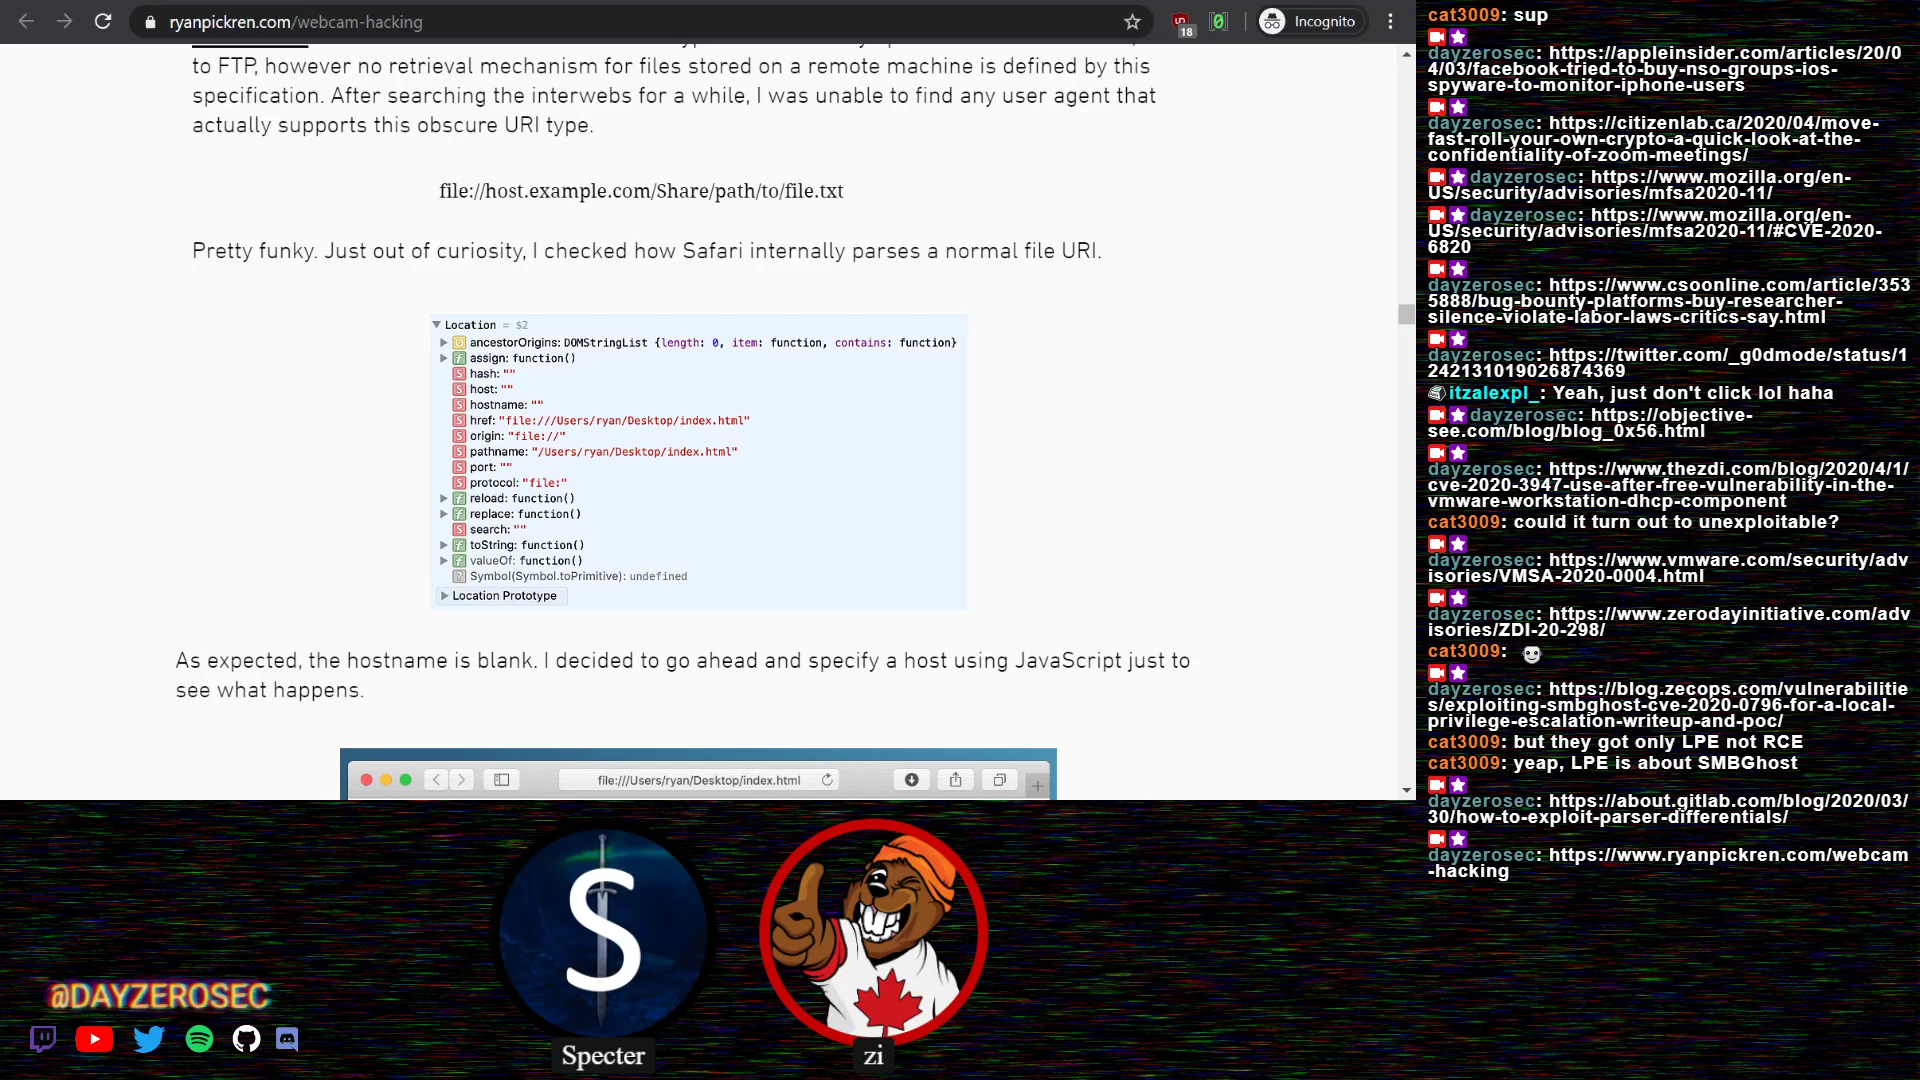 ryanpickren.com/webcam-hacking
18
Incognito
to FTP, however no retrieval mechanism for files stored on a remote machine is defined by this
specification. After searching the interwebs for a while, I was unable to find any user agent that
actually supports this obscure URI type.
file://host.example.com/Share/path/to/file.txt
Pretty funky. Just out of curiosity, I checked how Safari internally parses a normal file URI.
Location = $2
ancestorOrigins: DOMStringList {length: 0, item: function, contains: function}
assign: function()
hash: ""
host: ""
hostname: ""
href: "file:///Users/ryan/Desktop/index.html"
origin: "file://"
pathname: "/Users/ryan/Desktop/index.html"
port: ""
protocol: "file:"
reload: function()
replace: function()
search: ""
toString: function()
valueOf: function()
Symbol(Symbol.toPrimitive): undefined
Location Prototype
As expected, the hostname is blank. I decided to go ahead and specify a host using JavaScript just to
see what happens.
file:///Users/ryan/Desktop/index.html
@DAYZEROSEC
S
Specter
zi
cat3009: sup
dayzerosec: https://appleinsider.com/articles/20/0
4/03/facebook-tried-to-buy-nso-groups-ios-
spyware-to-monitor-iphone-users
dayzerosec: https://citizenlab.ca/2020/04/move-
fast-roll-your-own-crypto-a-quick-look-at-the-
confidentiality-of-zoom-meetings/
dayzerosec: https://www.mozilla.org/en-
US/security/advisories/mfsa2020-11/
dayzerosec: https://www.mozilla.org/en-
US/security/advisories/mfsa2020-11/#CVE-2020-
6820
dayzerosec: https://www.csoonline.com/article/353
5888/bug-bounty-platforms-buy-researcher-
silence-violate-labor-laws-critics-say.html
dayzerosec: https://twitter.com/_g0dmode/status/1
242131019026874369
itzalexpl_: Yeah, just don't click lol haha
dayzerosec: https://objective-
see.com/blog/blog_0x56.html
dayzerosec: https://www.thezdi.com/blog/2020/4/1/
cve-2020-3947-use-after-free-vulnerability-in-the-
vmware-workstation-dhcp-component
cat3009: could it turn out to unexploitable?
dayzerosec: https://www.vmware.com/security/adv
isories/VMSA-2020-0004.html
dayzerosec: https://www.zerodayinitiative.com/adv
isories/ZDI-20-298/
cat3009:
dayzerosec: https://blog.zecops.com/vulnerabilitie
s/exploiting-smbghost-cve-2020-0796-for-a-local-
privilege-escalation-writeup-and-poc/
cat3009: but they got only LPE not RCE
cat3009: yeap, LPE is about SMBGhost
dayzerosec: https://about.gitlab.com/blog/2020/03/
30/how-to-exploit-parser-differentials/
dayzerosec: https://www.ryanpickren.com/webcam
-hacking